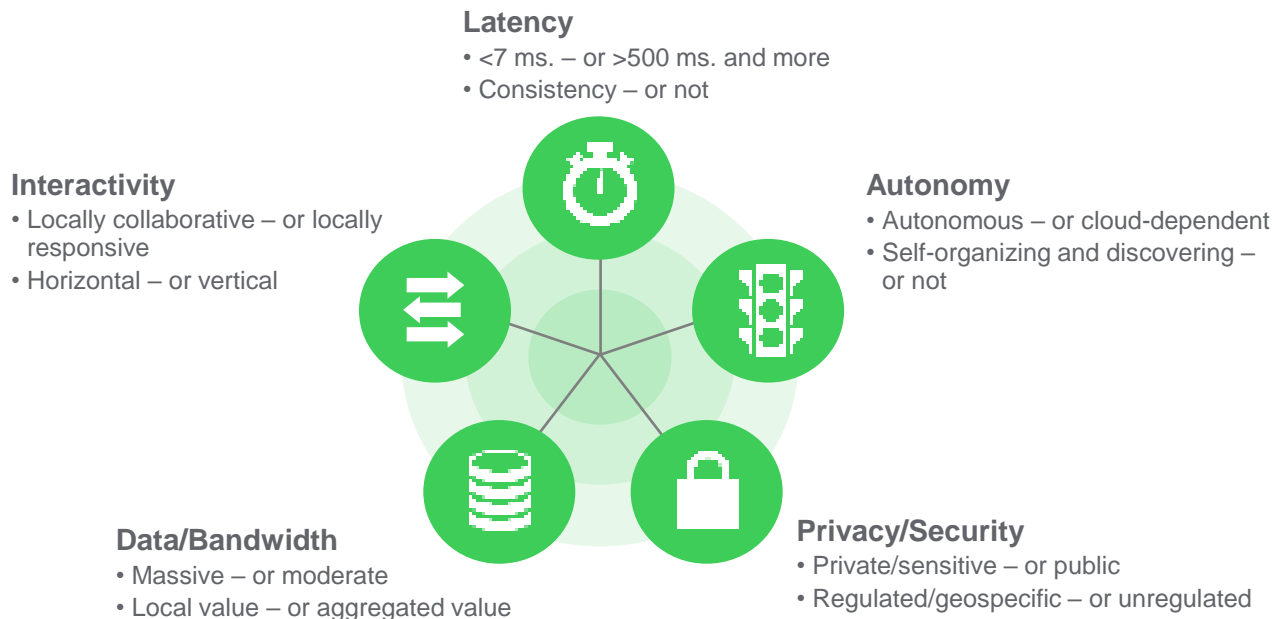 Latency
• <7 ms. – or >500 ms. and more
• Consistency – or not
Interactivity
• Locally collaborative – or locally
responsive
• Horizontal – or vertical
Autonomy
• Autonomous – or cloud-dependent
• Self-organizing and discovering –
or not
Data/Bandwidth
• Massive – or moderate
• Local value – or aggregated value
Privacy/Security
• Private/sensitive – or public
• Regulated/geospecific – or unregulated